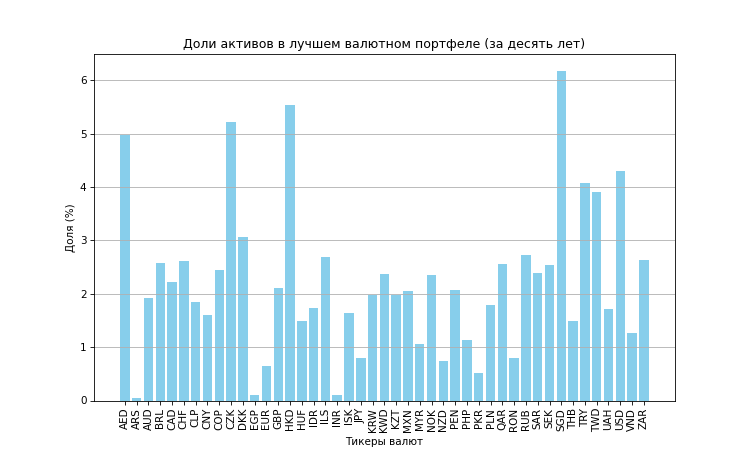 Доли активов в лучшем валютном портфеле (за десять лет)
Доля (%)
6
5
4
3
2
1
0
AED
ARS
AUD
BRL
CAD
CHF
CLP
CNY
COP
CZK
DKK
EGP
EUR
GBP
HKD
HUF
IDR
ILS
INR
ISK
JPY
KRW
KWD
KZT
MXN
MYR
NOK
NZD
PEN
PHP
PKR
PLN
QAR
RON
RUB
SAR
SEK
SGD
THB
TRY
TWD
UAH
USD
VND
ZAR
Тикеры валют